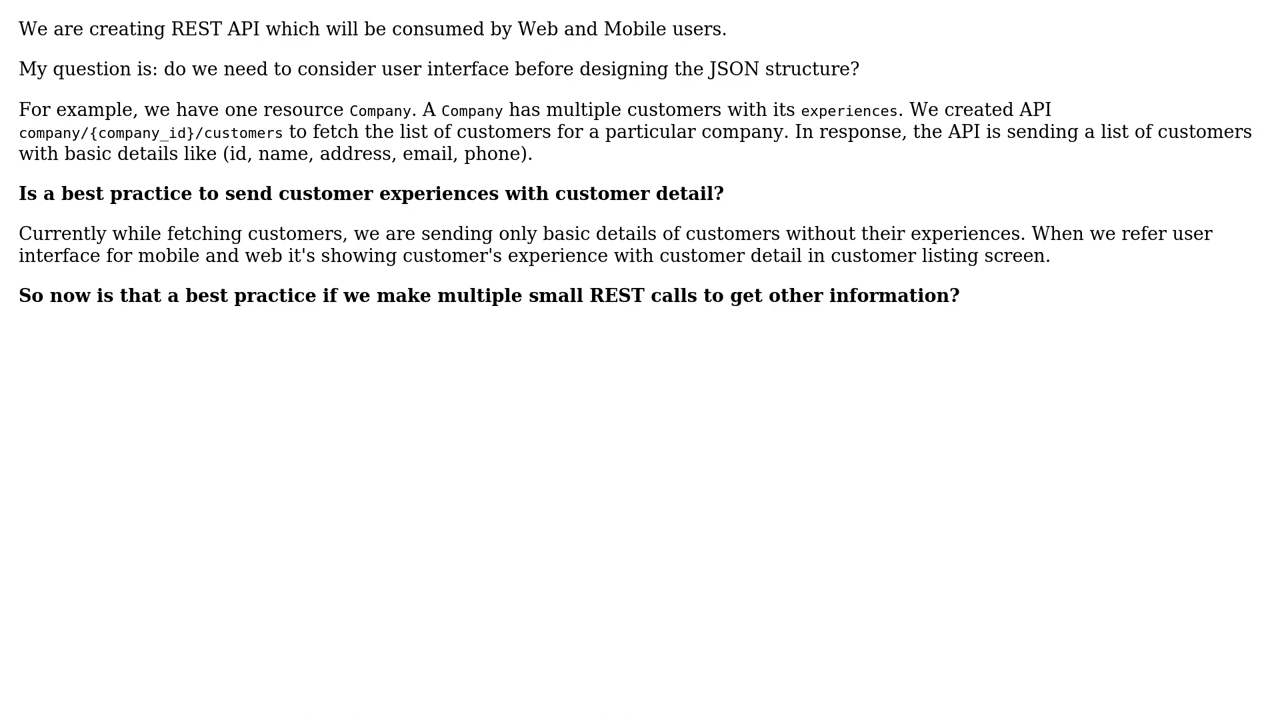 We are creating REST API which will be consumed by Web and Mobile users.
My question is: do we need to consider user interface before designing the JSON structure?
For example, we have one resource Company. A Company has multiple customers with its experiences. We created API
company/{company_id}/customers to fetch the list of customers for a particular company. In response, the API is sending a list of customers
with basic details like (id, name, address, email, phone).
Is a best practice to send customer experiences with customer detail?
Currently while fetching customers, we are sending only basic details of customers without their experiences. When we refer user
interface for mobile and web it's showing customer's experience with customer detail in customer listing screen.
So now is that a best practice if we make multiple small REST calls to get other information?